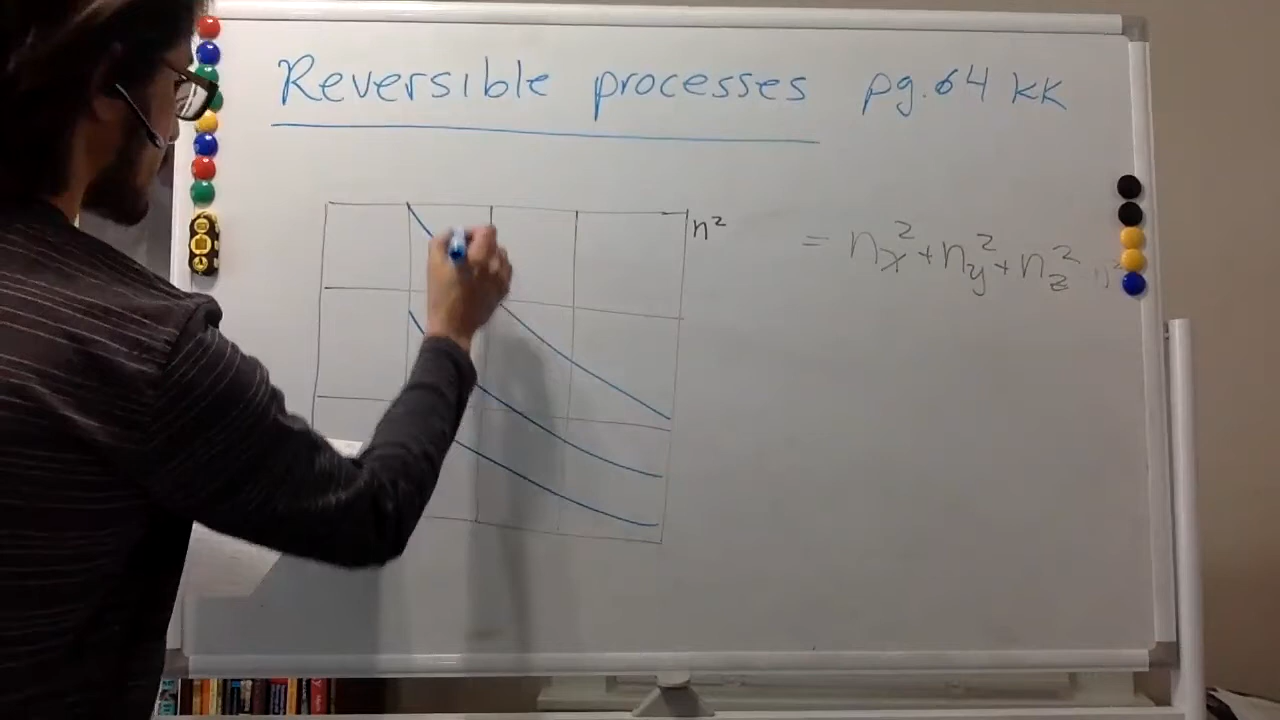 Reversible processes pg. 64 KK
n²
= nx² + ny² + nz²